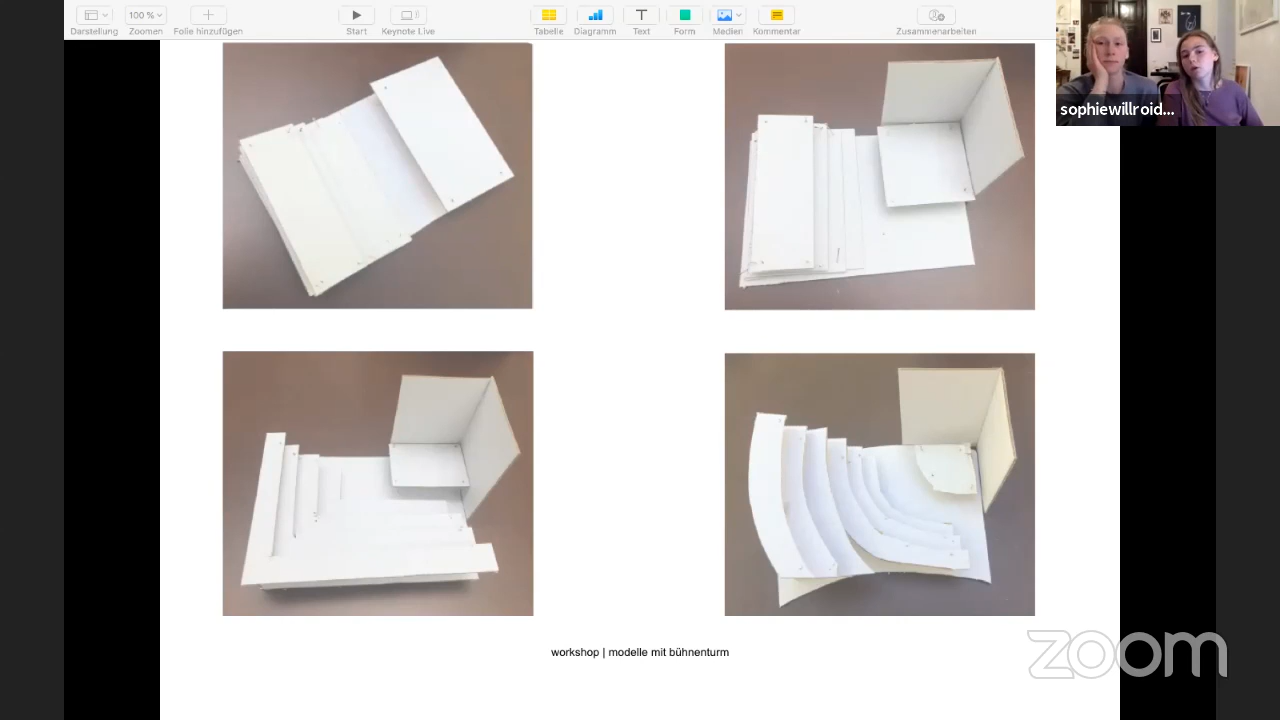 100 %
Darstellung
Zoomen
Folie hinzufügen
Start
Keynote Live
Tabelle
Diagramm
Text
Form
Medien
Kommentar
Zusammenarbeiten
sophiewillroid...
workshop | modelle mit bühnenturm
zoom